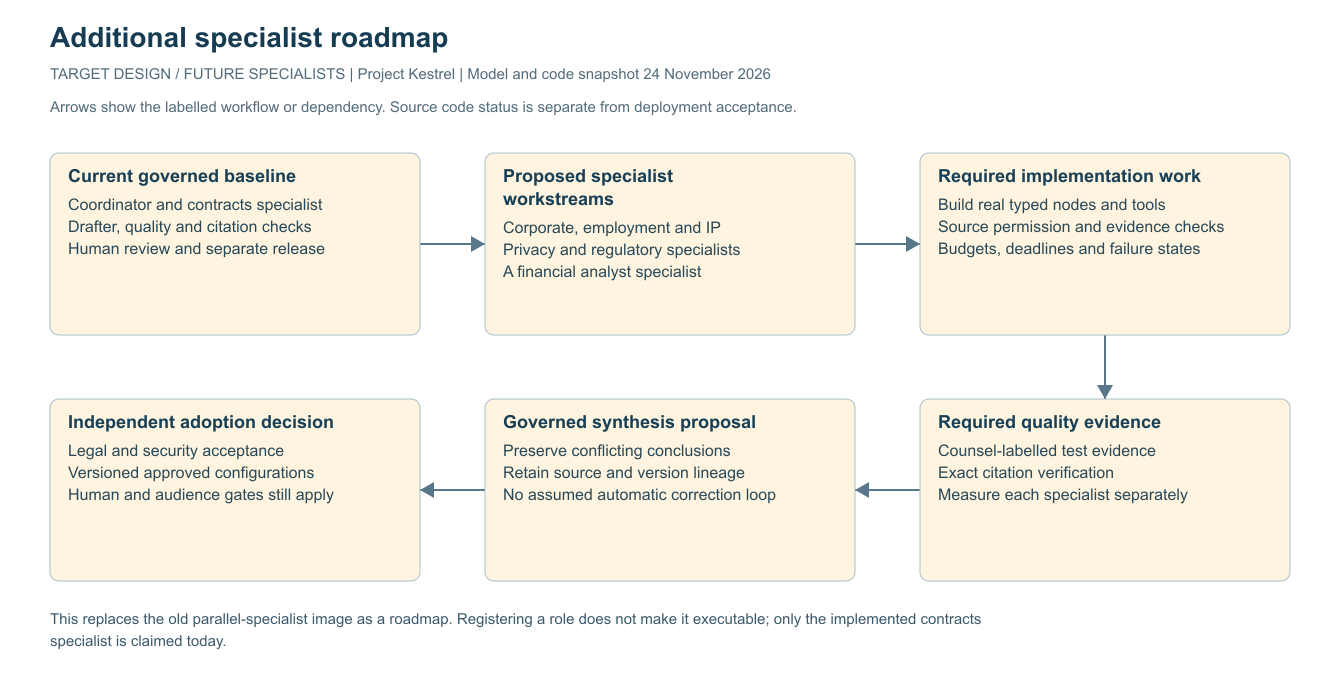 Additional specialist roadmap
TARGET DESIGN / FUTURE SPECIALISTS | Project Kestrel | Model and code snapshot 24 November 2026
Arrows show the labelled workflow or dependency. Source code status is separate from deployment acceptance.
Current governed baseline
Coordinator and contracts specialist
Drafter, quality and citation checks
Human review and separate release
Proposed specialist
workstreams
Corporate, employment and IP
Privacy and regulatory specialists
A financial analyst specialist
Required implementation work
Build real typed nodes and tools
Source permission and evidence checks
Budgets, deadlines and failure states
Independent adoption decision
Legal and security acceptance
Versioned approved configurations
Human and audience gates still apply
Governed synthesis proposal
Preserve conflicting conclusions
Retain source and version lineage
No assumed automatic correction loop
Required quality evidence
Counsel-labelled test evidence
Exact citation verification
Measure each specialist separately
This replaces the old parallel-specialist image as a roadmap. Registering a role does not make it executable; only the implemented contracts
specialist is claimed today.